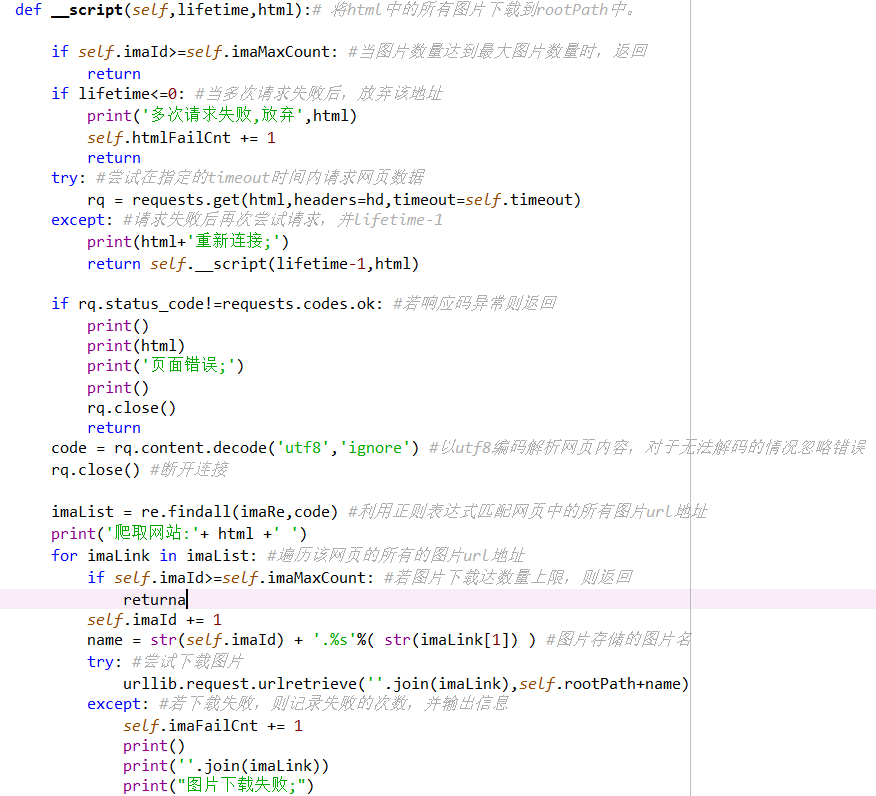 def __script(self,lifetime,html):# 将html中的所有图片下载到rootPath中。
if self.imaId>=self.imaMaxCount: #当图片数量达到最大图片数量时，返回
return
if lifetime<=0: #当多次请求失败后，放弃该地址
print('多次请求失败,放弃',html)
self.htmlFailCnt += 1
return
try: #尝试在指定的timeout时间内请求网页数据
rq = requests.get(html,headers=hd,timeout=self.timeout)
except: #请求失败后再次尝试请求，并lifetime-1
print(html+'重新连接;')
return self.__script(lifetime-1,html)
if rq.status_code!=requests.codes.ok: #若响应码异常则返回
print()
print(html)
print('页面错误;')
print()
rq.close()
return
code = rq.content.decode('utf8','ignore') #以utf8编码解析网页内容，对于无法解码的情况忽略错误
rq.close() #断开连接
imaList = re.findall(imaRe,code) #利用正则表达式匹配网页中的所有图片url地址
print('爬取网站:'+ html +' ')
for imaLink in imaList: #遍历该网页的所有的图片url地址
if self.imaId>=self.imaMaxCount: #若图片下载达数量上限，则返回
returna
self.imaId += 1
name = str(self.imaId) + '.%s'%( str(imaLink[1]) ) #图片存储的图片名
try: #尝试下载图片
urllib.request.urlretrieve(''.join(imaLink),self.rootPath+name)
except: #若下载失败，则记录失败的次数，并输出信息
self.imaFailCnt += 1
print()
print(''.join(imaLink))
print("图片下载失败;")